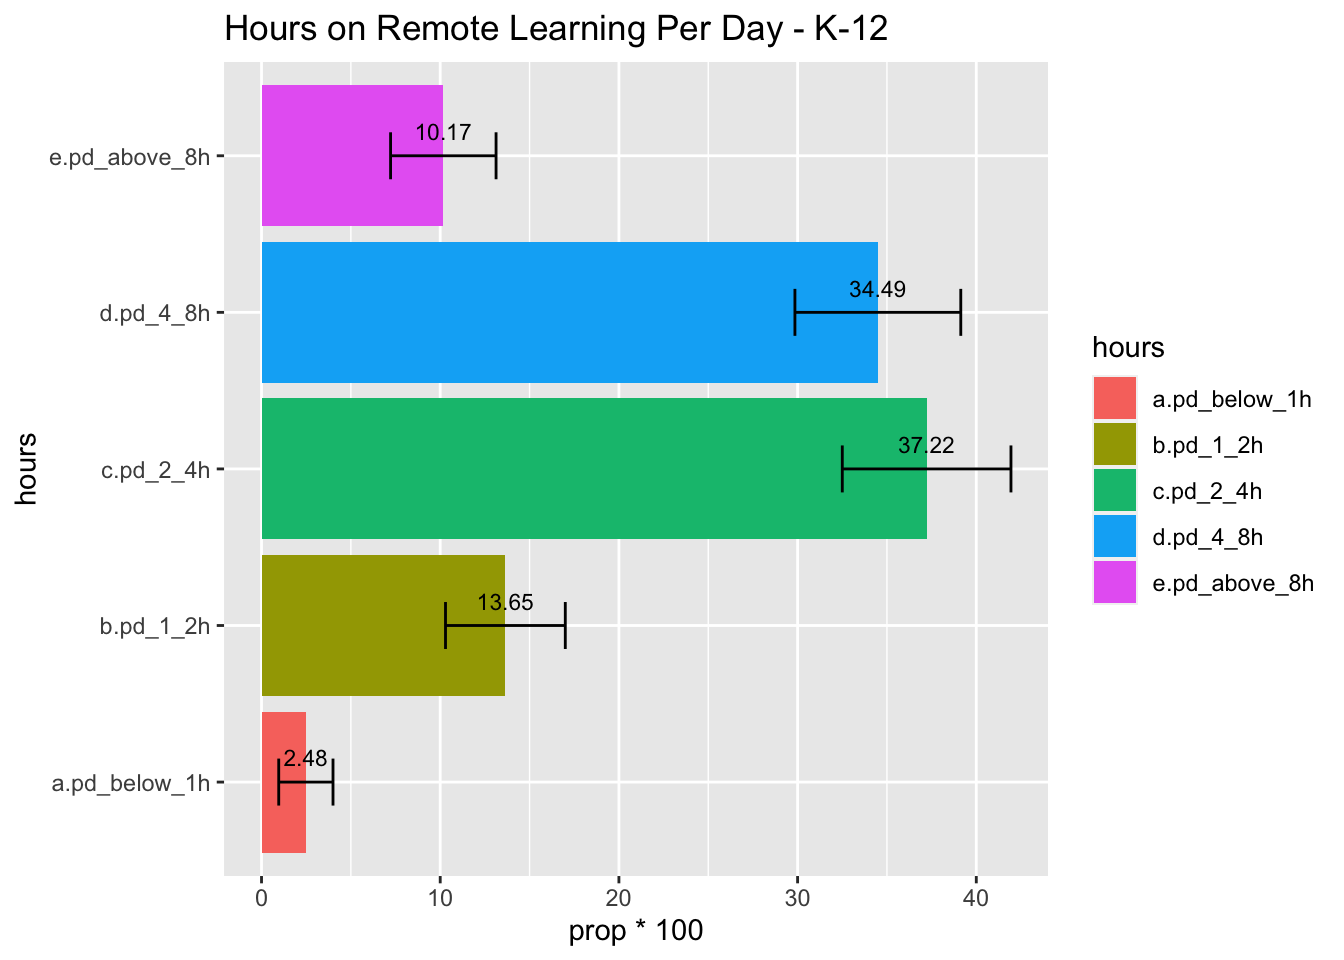 Hours on Remote Learning Per Day - K-12
hours
e.pd_above_8h
d.pd_4_8h
c.pd_2_4h
b.pd_1_2h
a.pd_below_1h
10.17
34.49
37.22
13.65
2.48
0
10
20
30
40
prop * 100
hours
a.pd_below_1h
b.pd_1_2h
c.pd_2_4h
d.pd_4_8h
e.pd_above_8h